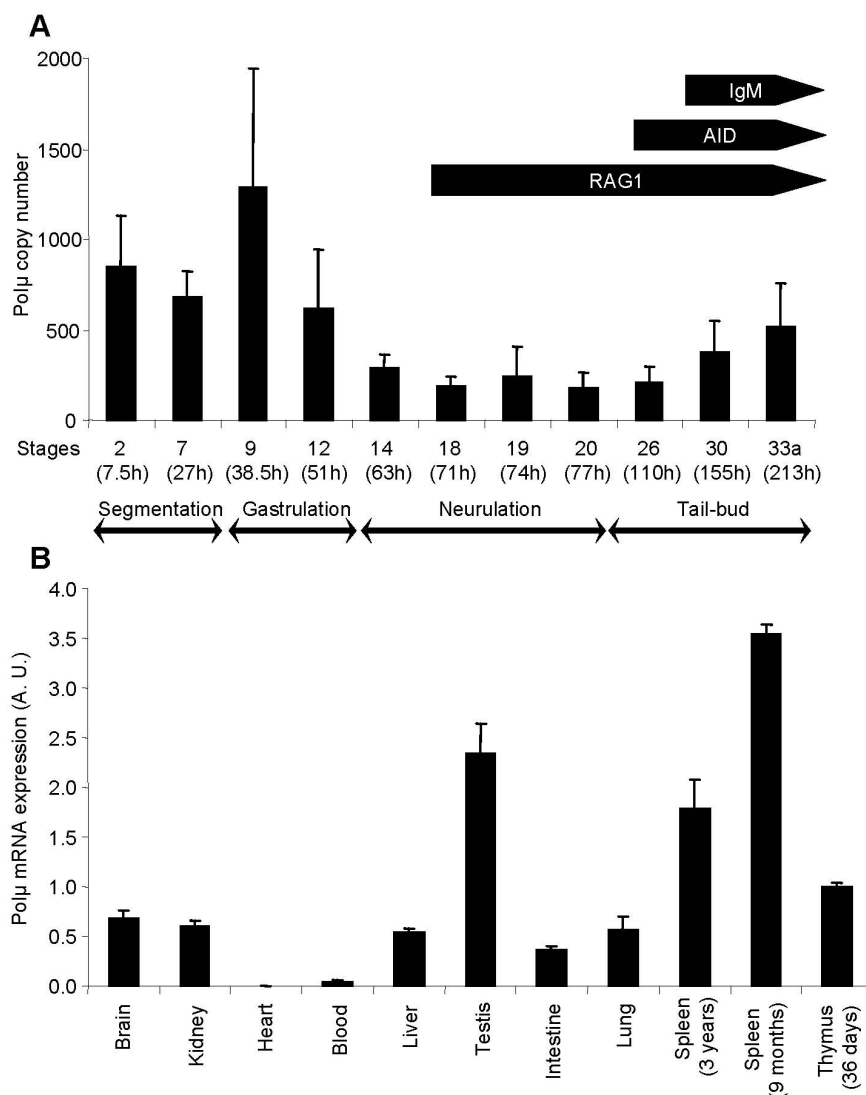 A
2000
1500
1000
500
0
Polµ copy number
IgM
AID
RAG1
Stages 2 7 9 12 14 18 19 20 26 30 33a
(7.5h) (27h) (38.5h) (51h) (63h) (71h) (74h) (77h) (110h) (155h) (213h)
Segmentation Gastrulation Neurulation Tail-bud
B
4.0
3.5
3.0
2.5
2.0
1.5
1.0
0.5
0.0
Polµ mRNA expression (A. U.)
Brain
Kidney
Heart
Blood
Liver
Testis
Intestine
Lung
Spleen
(3 years)
Spleen
(9 months)
Thymus
(36 days)